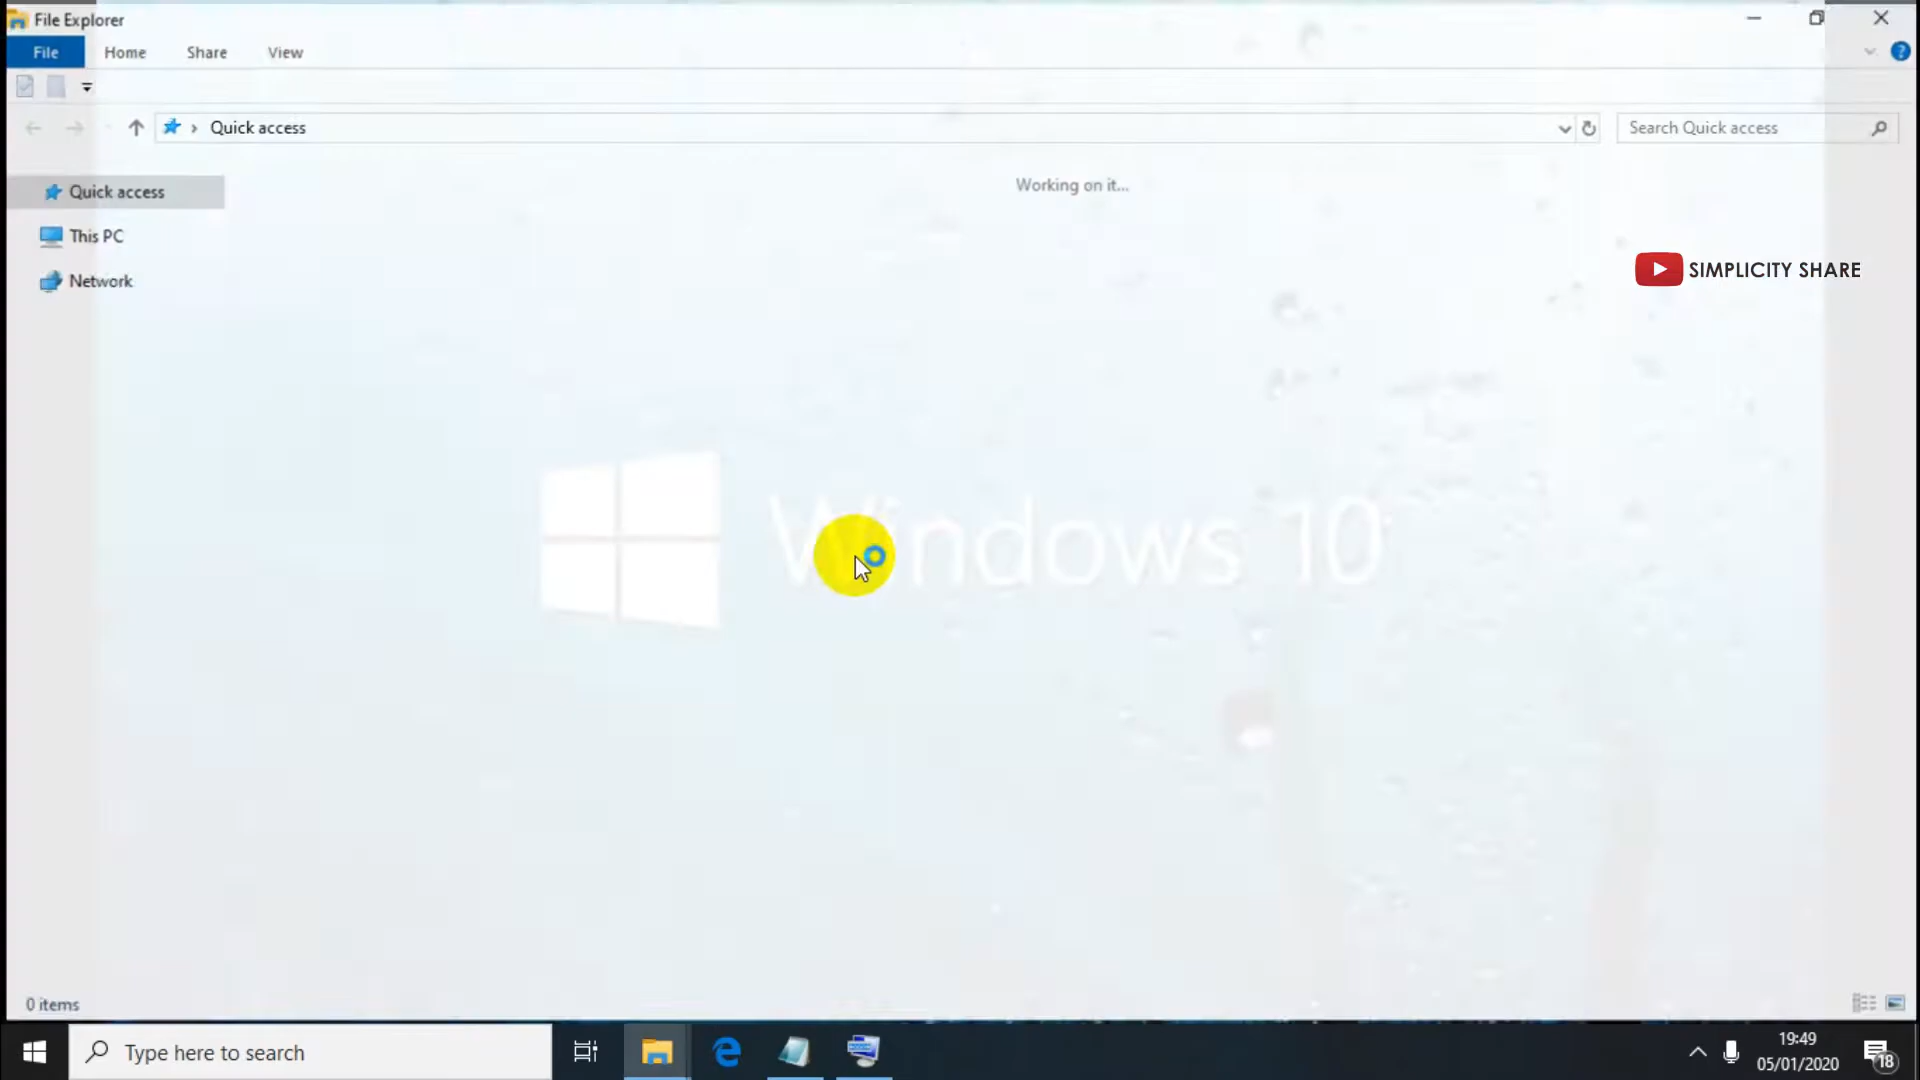 File Explorer
File Home Share View
Quick access
Search Quick access
Working on it...
Quick access
This PC
Network
SIMPLICITY SHARE
Windows 10
0 items
Type here to search
19:49
05/01/2020
18